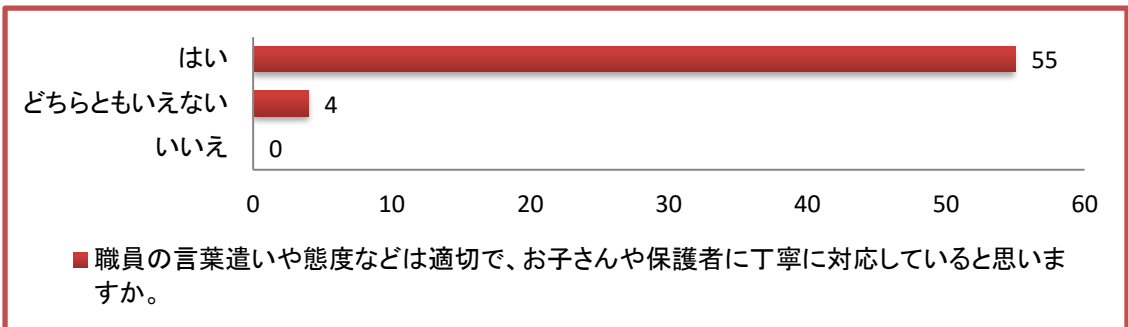 はい 55
どちらともいえない 4
いいえ 0
0 10 20 30 40 50 60
職員の言葉遣いや態度などは適切で、お子さんや保護者に丁寧に対応していると思いま
すか。